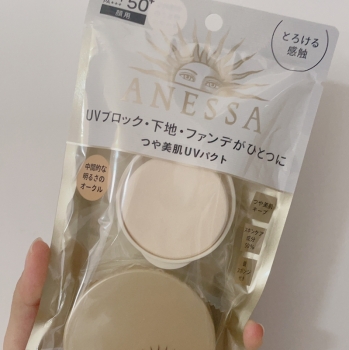 50+
顔用
とろける
感触
ANESSA
UVブロック・下地・ファンデがひとつに
つや美肌UVパクト
中間的な
明るさの
オークル